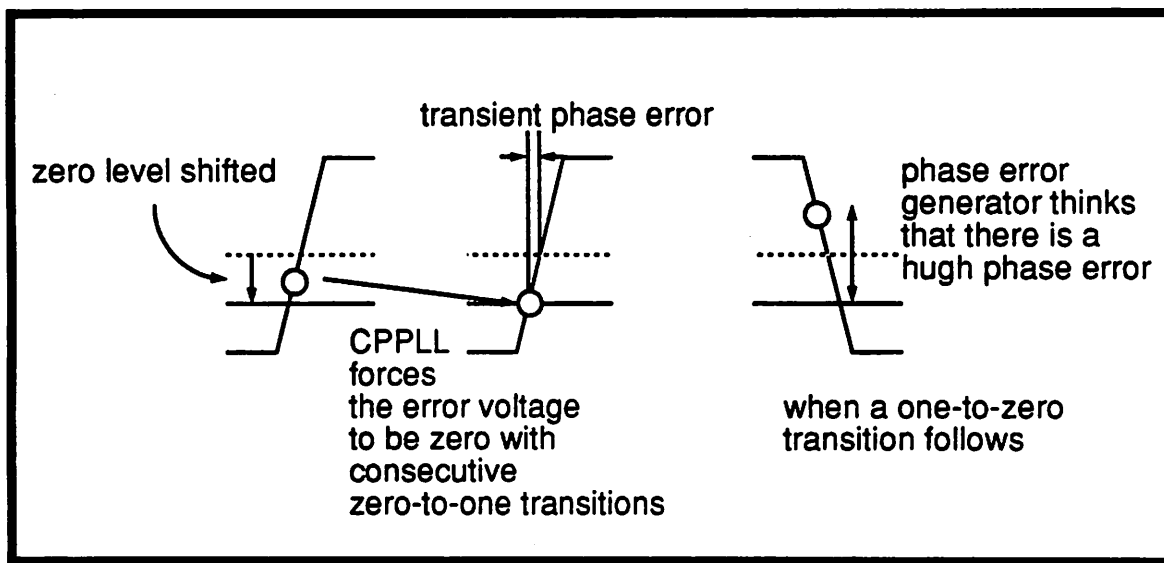 transient phase error
zero level shifted
phase error
generator thinks
that there is a
hugh phase error
CPPLL
forces
the error voltage
to be zero with
consecutive
zero-to-one transitions
when a one-to-zero
transition follows